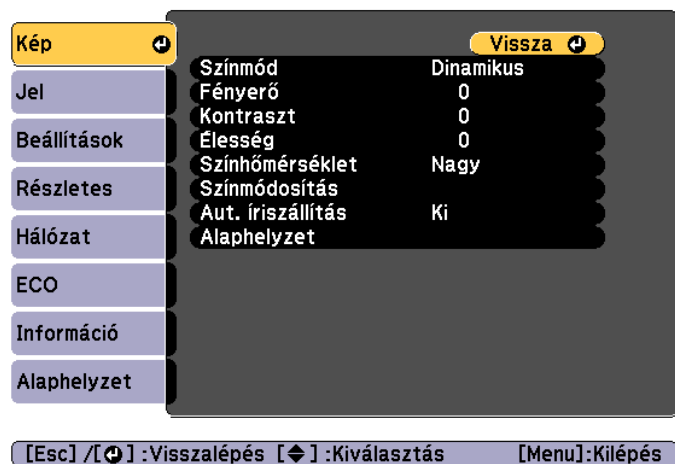 Kép
Vissza
Színmód Dinamikus
Jel
Fényerő 0
Kontraszt 0
Beállítások
Élesség 0
Színhőmérséklet Nagy
Részletes
Színmódosítás
Aut. íriszállítás Ki
Hálózat
Alaphelyzet
ECO
Információ
Alaphelyzet
[Esc] /[ ] :Visszalépés [ ] :Kiválasztás [Menu]:Kilépés